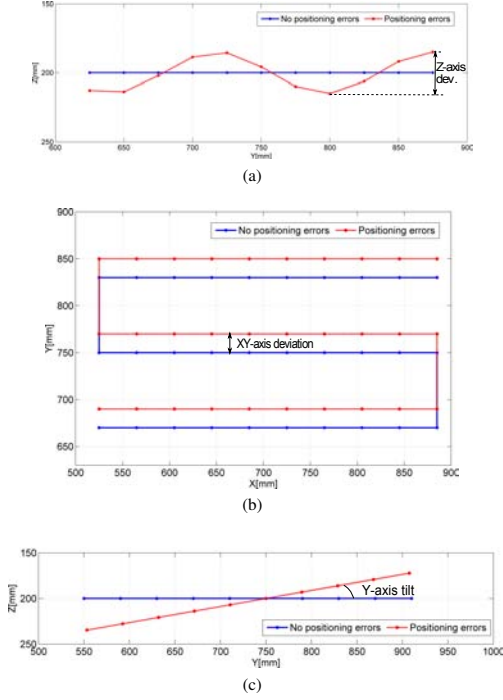 No positioning errors
Positioning errors
Z[mm]
200
250
600
650
700
750
800
850
900
Y[mm]
Z-axis
dev.
(a)
No positioning errors
Positioning errors
900
850
800
750
700
650
Y[mm]
XY-axis deviation
500
550
600
650
700
750
800
850
900
X[mm]
(b)
150
200
250
Z[mm]
Y-axis tilt
No positioning errors
Positioning errors
500
550
600
650
700
750
800
850
900
950
1000
Y[mm]
(c)